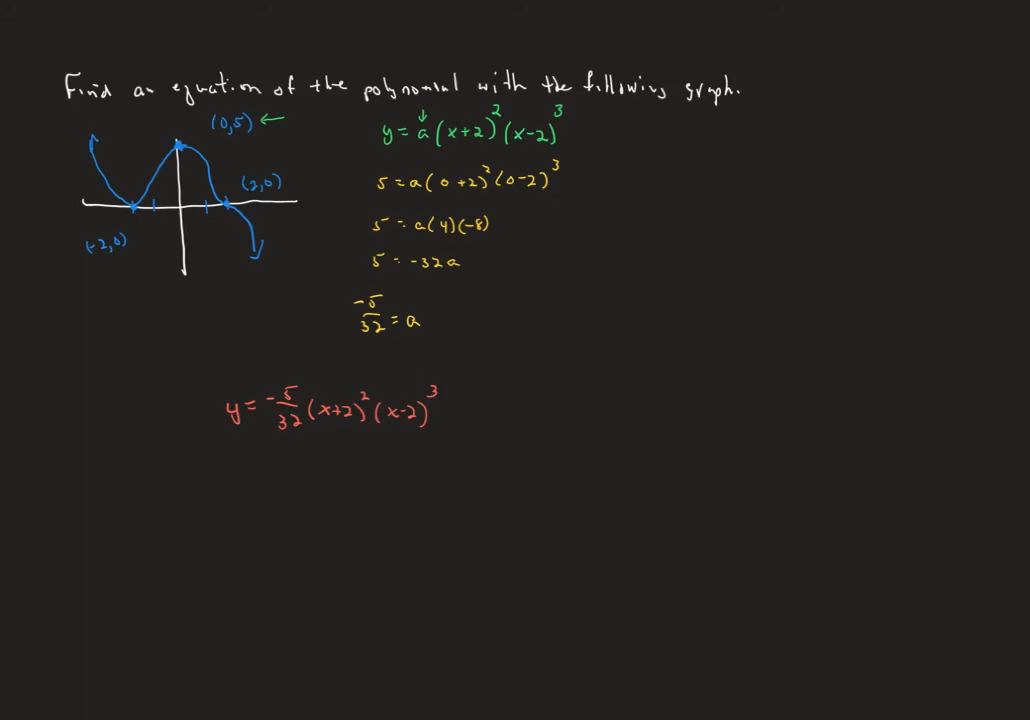 Find an equation of the polynomial with the following graph.
(0,5) ←
(2,0)
(-2,0)
y = a(x+2)²(x-2)³
5 = a(0+2)²(0-2)³
5 = a(4)(-8)
5 = -32a
-5/32 = a
y = -5/32(x+2)²(x-2)³